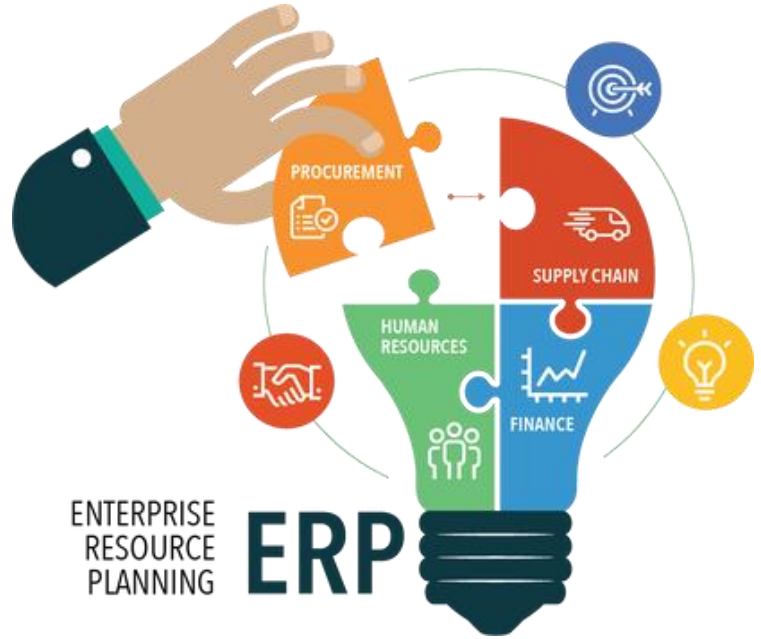 PROCUREMENT
SUPPLY CHAIN
HUMAN
RESOURCES
FINANCE
ENTERPRISE
RESOURCE
PLANNING
ERP